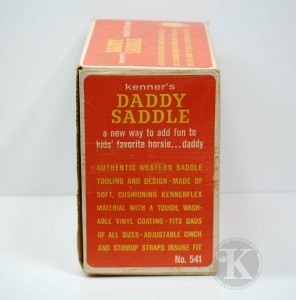 DADDY
SADDLE
kenner's
DADDY
SADDLE
a new way to add fun to
kids' favorite horsie...daddy
AUTHENTIC WESTERN SADDLE
TOOLING AND DESIGN - MADE OF
SOFT, CUSHIONING KENNERFLEX
MATERIAL WITH A TOUGH, WASH-
ABLE VINYL COATING - FITS DADS
OF ALL SIZES - ADJUSTABLE CINCH
AND STIRRUP STRAPS INSURE FIT
No. 541
K